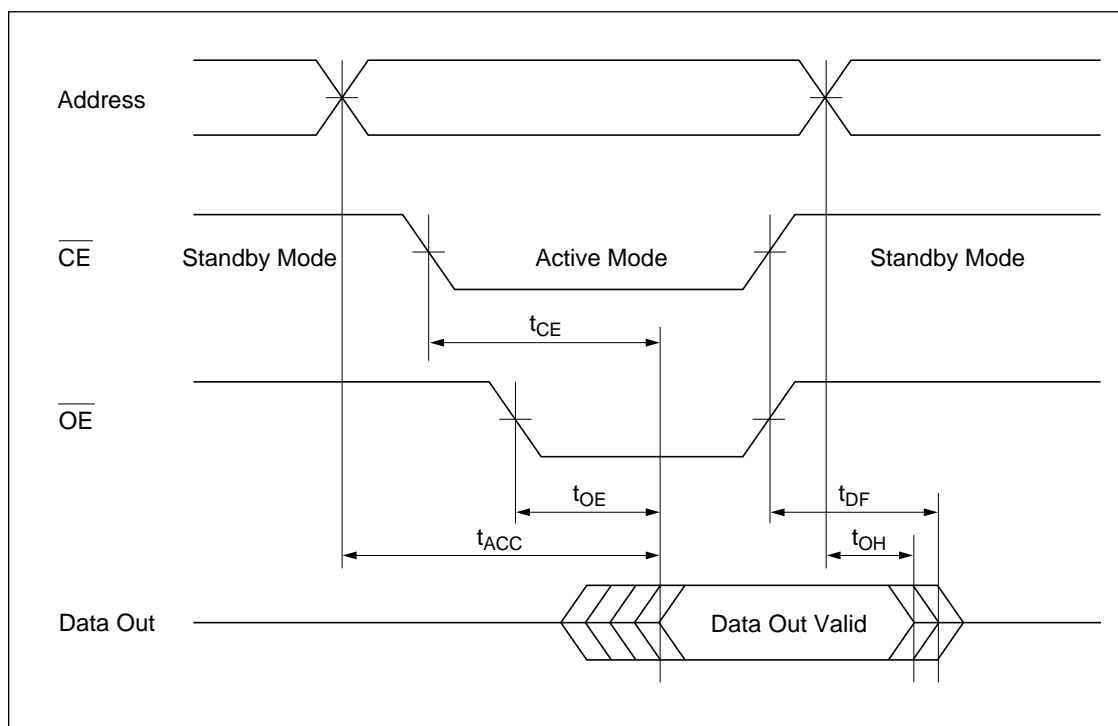 Address
CE
Standby Mode
Active Mode
Standby Mode
tCE
OE
tOE
tDF
tACC
tOH
Data Out
Data Out Valid